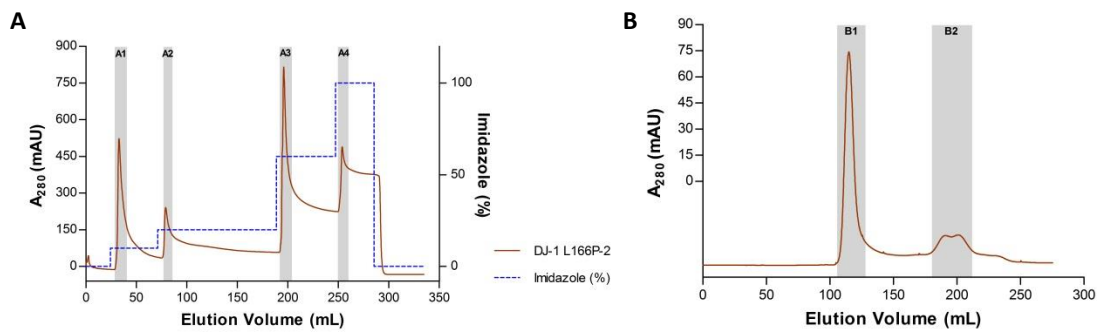 A
A280 (mAU)
900
750
600
450
300
150
0
A1
A2
A3
A4
100
50
0
Imidazole (%)
0
50
100
150
200
250
300
350
Elution Volume (mL)
DJ-1 L166P-2
Imidazole (%)
B
A280 (mAU)
90
75
60
45
30
15
0
B1
B2
0
50
100
150
200
250
300
Elution Volume (mL)